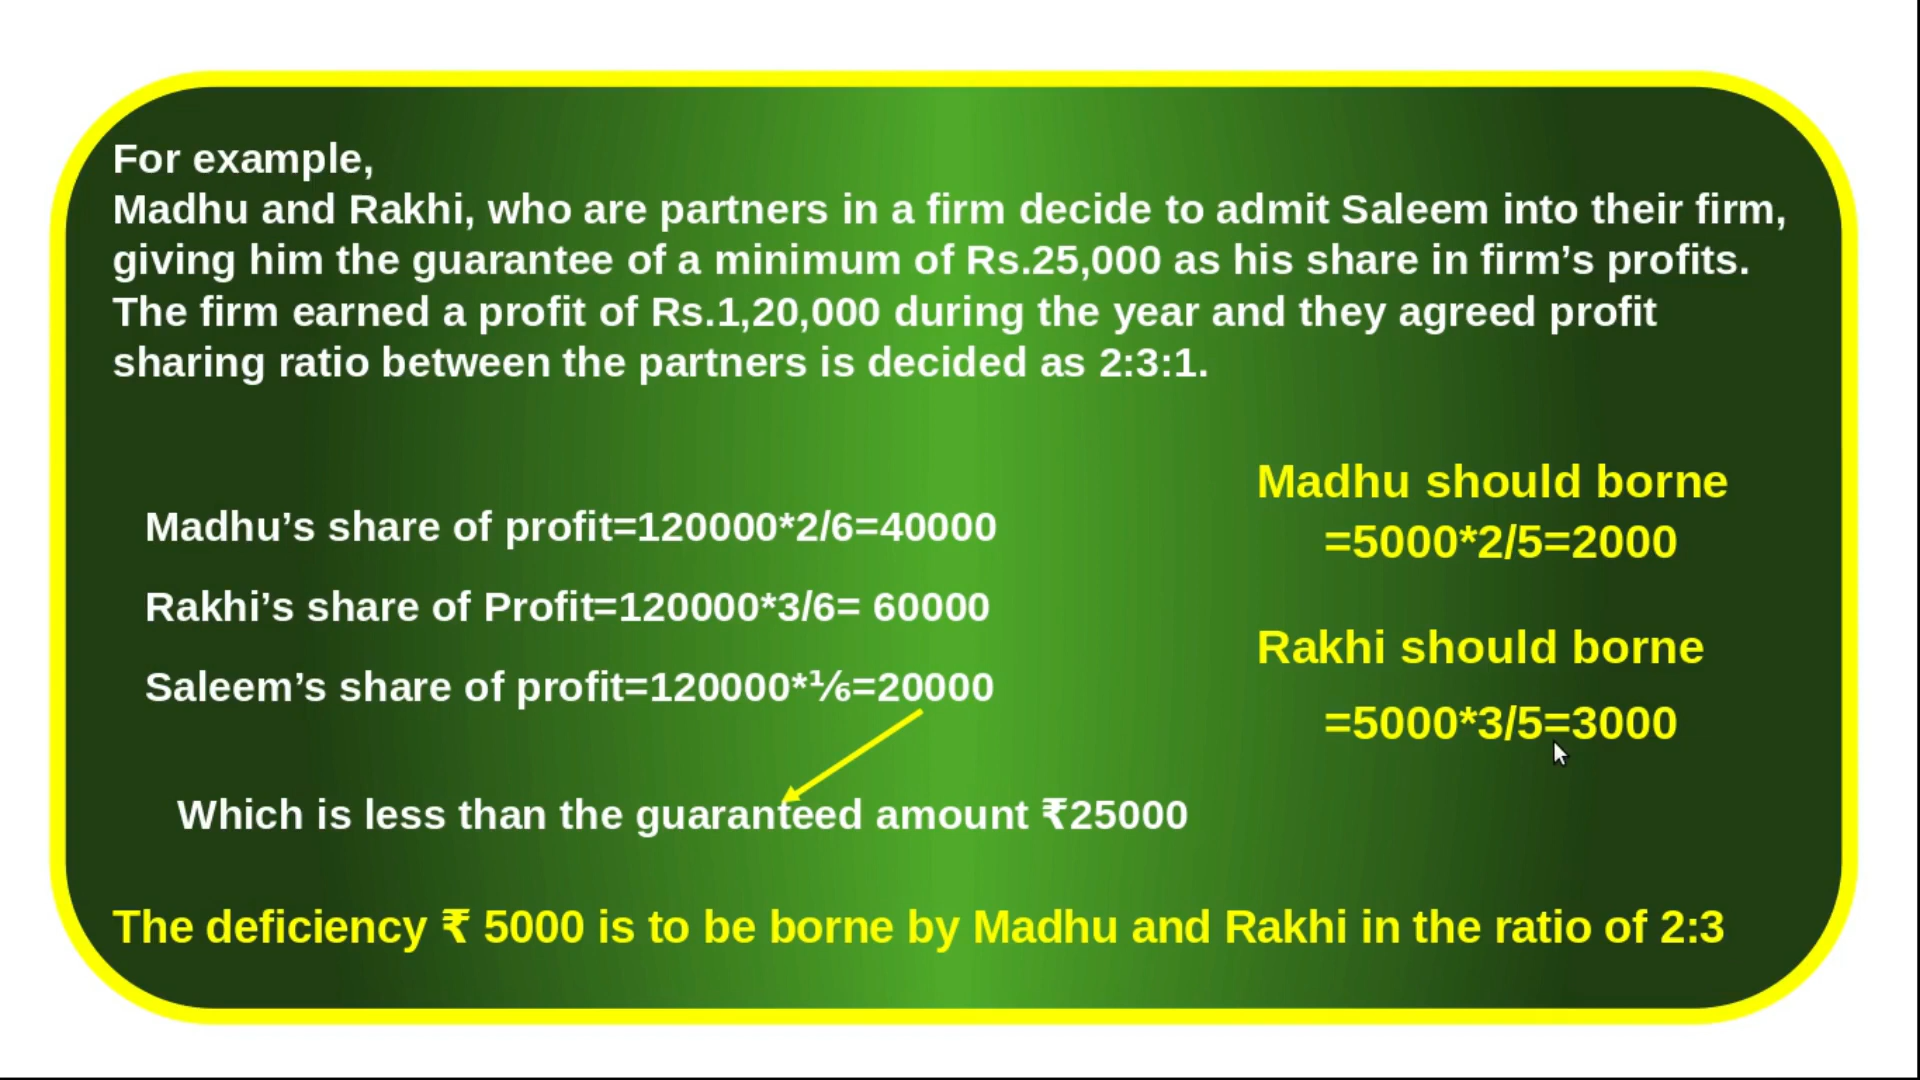 For example,
Madhu and Rakhi, who are partners in a firm decide to admit Saleem into their firm,
giving him the guarantee of a minimum of Rs.25,000 as his share in firm’s profits.
The firm earned a profit of Rs.1,20,000 during the year and they agreed profit
sharing ratio between the partners is decided as 2:3:1.
Madhu’s share of profit=120000*2/6=40000
Rakhi’s share of Profit=120000*3/6= 60000
Saleem’s share of profit=120000*⅙=20000
Which is less than the guaranteed amount ₹25000
Madhu should borne
=5000*2/5=2000
Rakhi should borne
=5000*3/5=3000
The deficiency ₹ 5000 is to be borne by Madhu and Rakhi in the ratio of 2:3